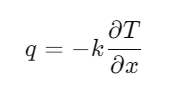 q = −k ∂T/∂x